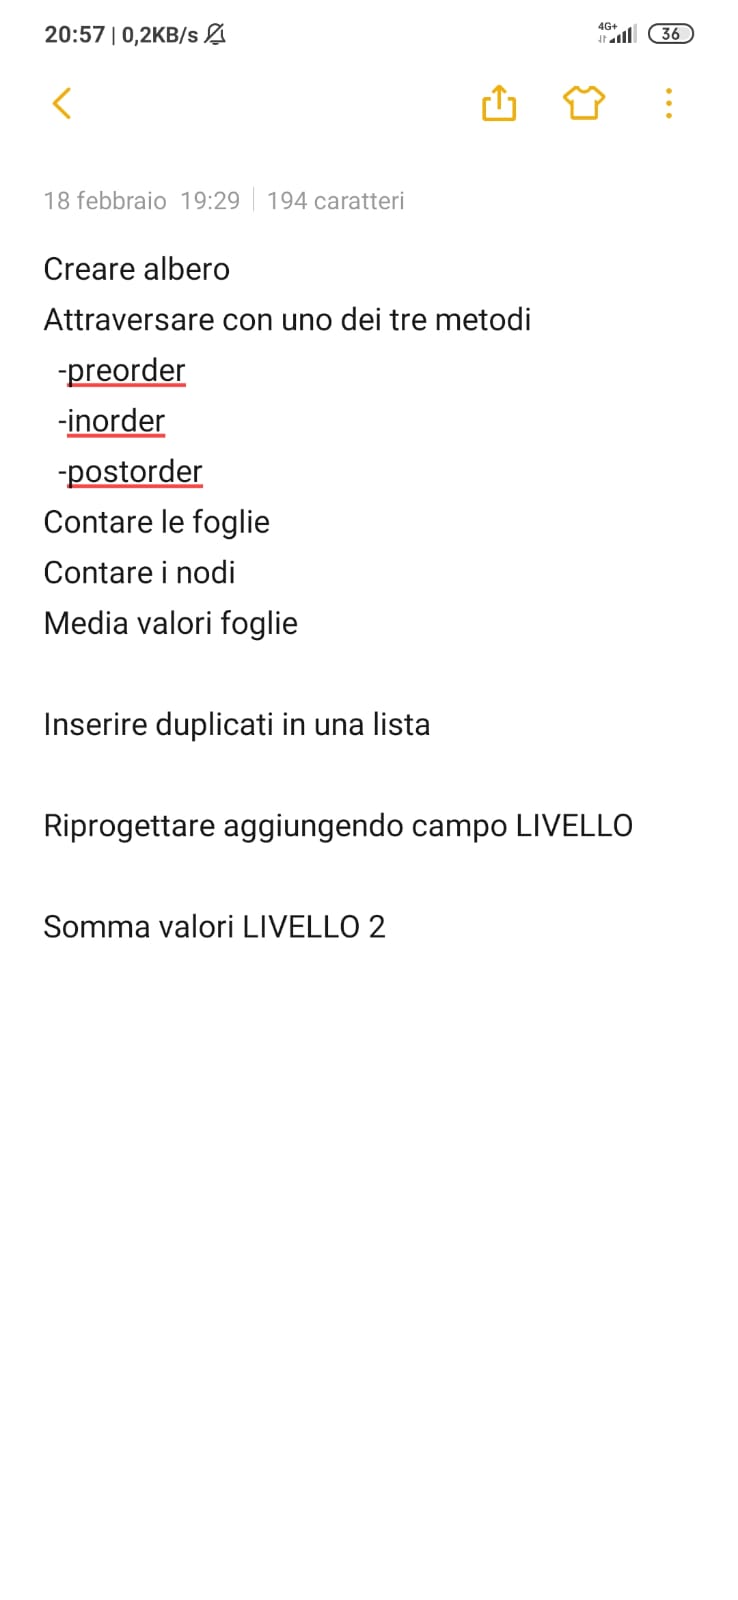 20:57 | 0,2KB/s
4G+
36
18 febbraio 19:29 | 194 caratteri
Creare albero
Attraversare con uno dei tre metodi
-preorder
-inorder
-postorder
Contare le foglie
Contare i nodi
Media valori foglie
Inserire duplicati in una lista
Riprogettare aggiungendo campo LIVELLO
Somma valori LIVELLO 2